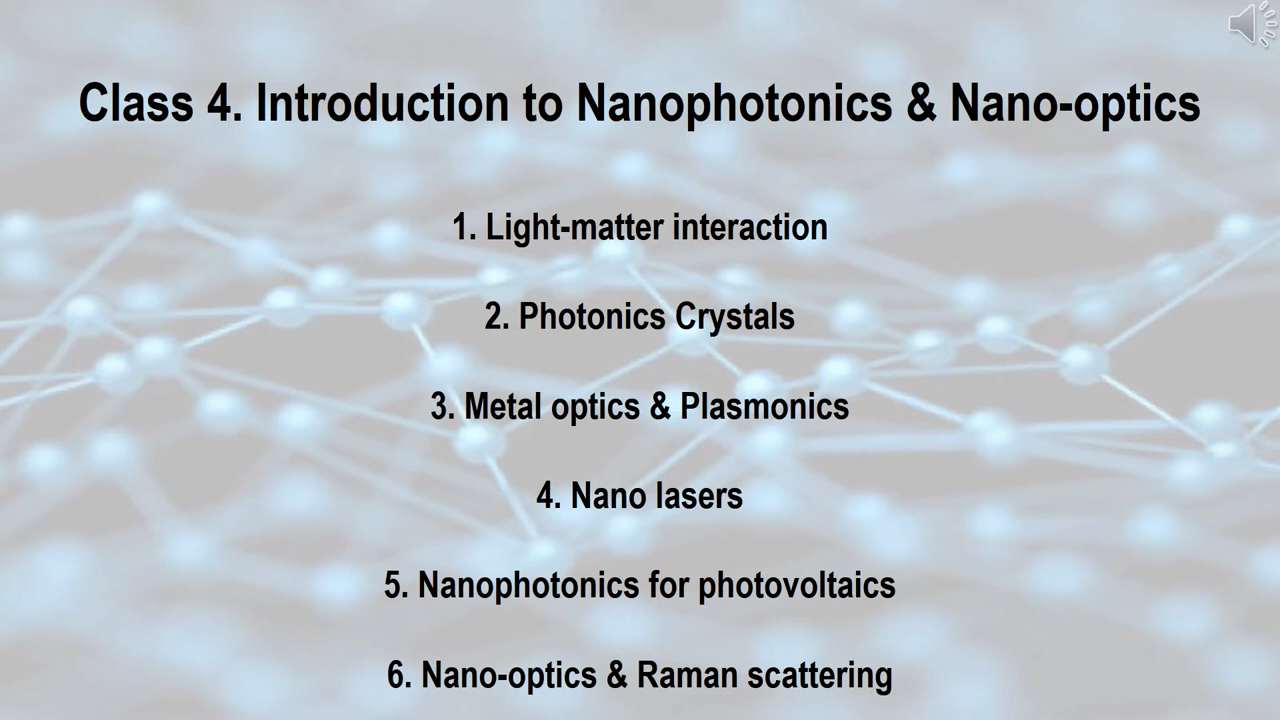 Class 4. Introduction to Nanophotonics & Nano-optics
1. Light-matter interaction
2. Photonics Crystals
3. Metal optics & Plasmonics
4. Nano lasers
5. Nanophotonics for photovoltaics
6. Nano-optics & Raman scattering